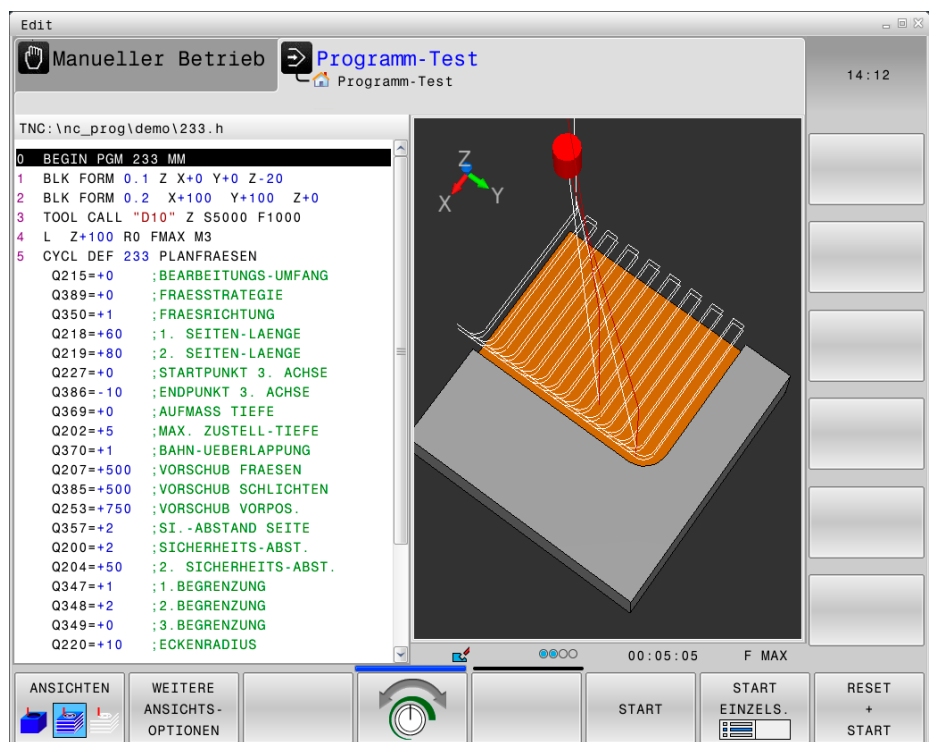 Edit
Manueller Betrieb
Programm-Test
Programm-Test
14:12
TNC:\nc_prog\demo\233.h
0 BEGIN PGM 233 MM
1 BLK FORM 0.1 Z X+0 Y+0 Z-20
2 BLK FORM 0.2 X+100 Y+100 Z+0
3 TOOL CALL "D10" Z S5000 F1000
4 L Z+100 R0 FMAX M3
5 CYCL DEF 233 PLANFRAESEN
Q215=+0 ;BEARBEITUNGS-UMFANG
Q389=+0 ;FRAESSTRATEGIE
Q350=+1 ;FRAESRICHTUNG
Q218=+60 ;1. SEITEN-LAENGE
Q219=+80 ;2. SEITEN-LAENGE
Q227=+0 ;STARTPUNKT 3. ACHSE
Q386=-10 ;ENDPUNKT 3. ACHSE
Q369=+0 ;AUFMASS TIEFE
Q202=+5 ;MAX. ZUSTELL-TIEFE
Q370=+1 ;BAHN-UEBERLAPPUNG
Q207=+500 ;VORSCHUB FRAESEN
Q385=+500 ;VORSCHUB SCHLICHTEN
Q253=+750 ;VORSCHUB VORPOS.
Q357=+2 ;SI.-ABSTAND SEITE
Q200=+2 ;SICHERHEITS-ABST.
Q204=+50 ;2. SICHERHEITS-ABST.
Q347=+1 ;1.BEGRENZUNG
Q348=+2 ;2.BEGRENZUNG
Q349=+0 ;3.BEGRENZUNG
Q220=+10 ;ECKENRADIUS
Z
X
Y
00:05:05 F MAX
ANSICHTEN
WEITERE
ANSICHTS-
OPTIONEN
START
START
EINZELS.
RESET
+
START